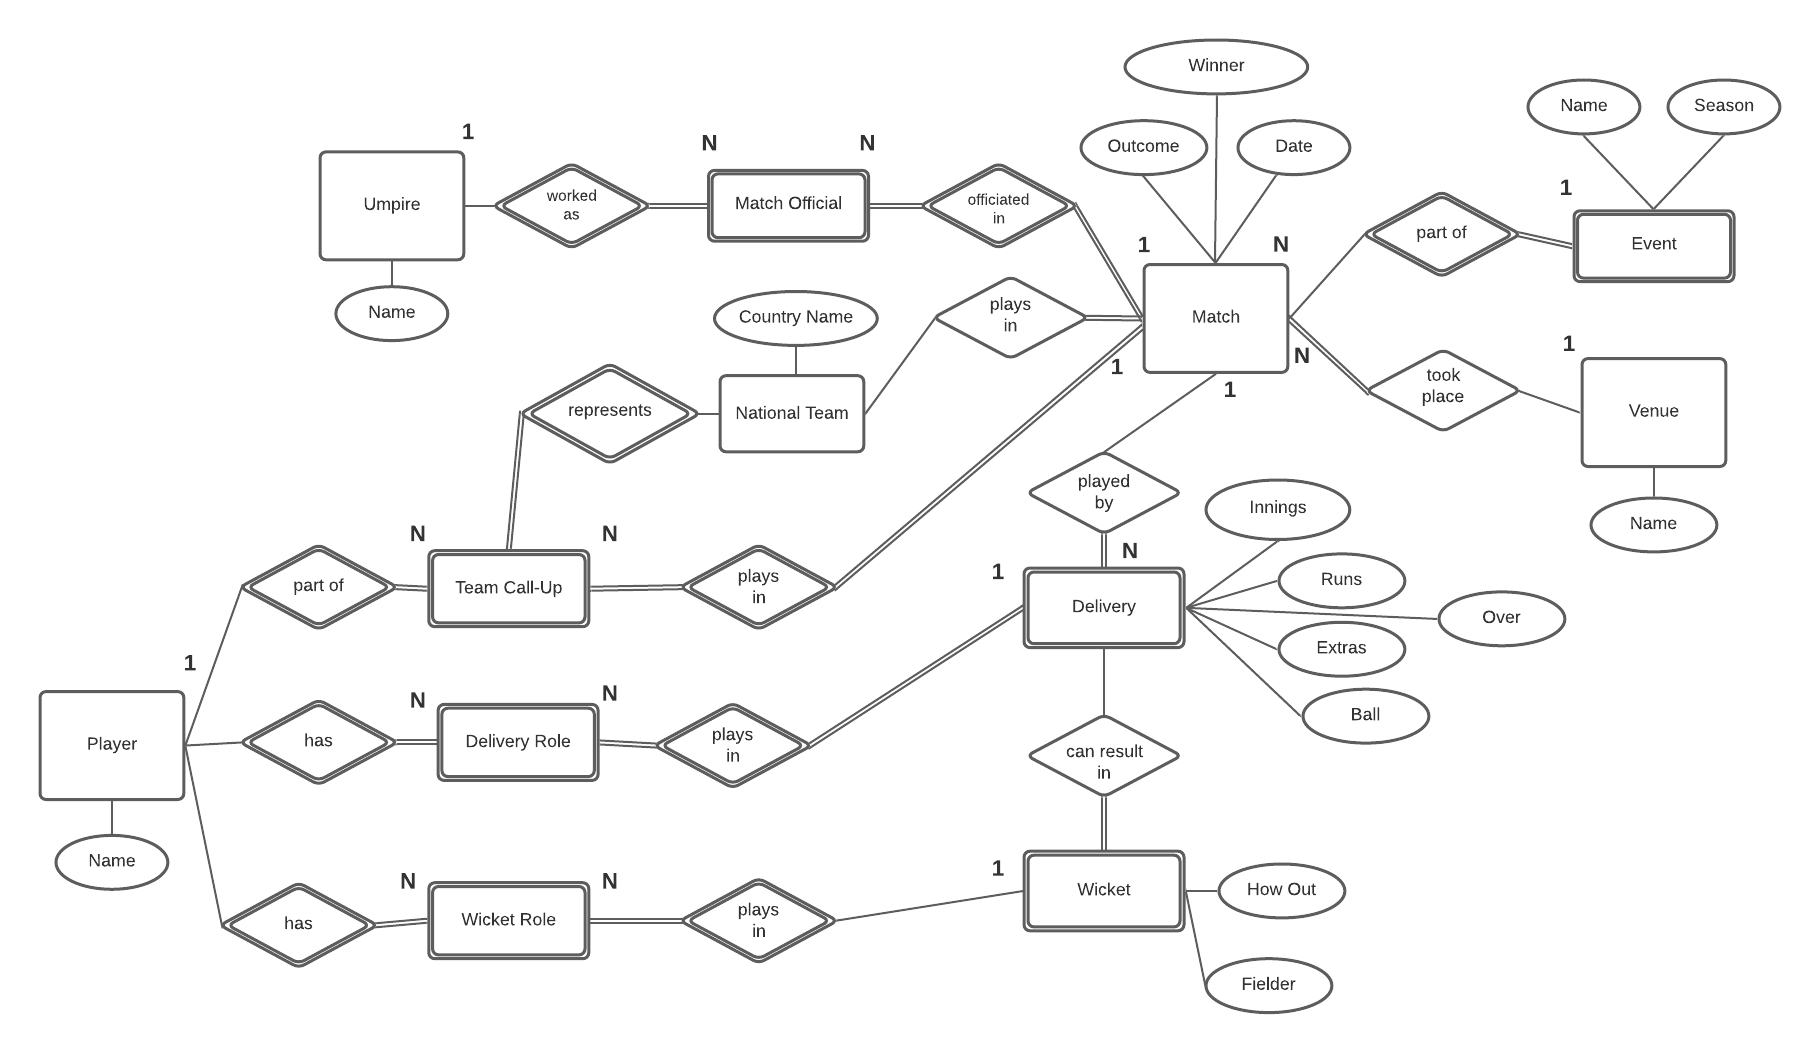 Winner
Name
Season
Outcome
Date
1
N
N
Umpire
worked
as
Match Official
officiated
in
1
N
1
part of
Event
Name
Country Name
plays
in
Match
1
N
1
1
took
place
Venue
represents
National Team
played
by
Innings
Name
N
N
N
1
part of
Team Call-Up
plays
in
Delivery
Runs
Over
Extras
Ball
1
N
N
Player
has
Delivery Role
plays
in
can result
in
Name
N
N
1
has
Wicket Role
plays
in
Wicket
How Out
Fielder